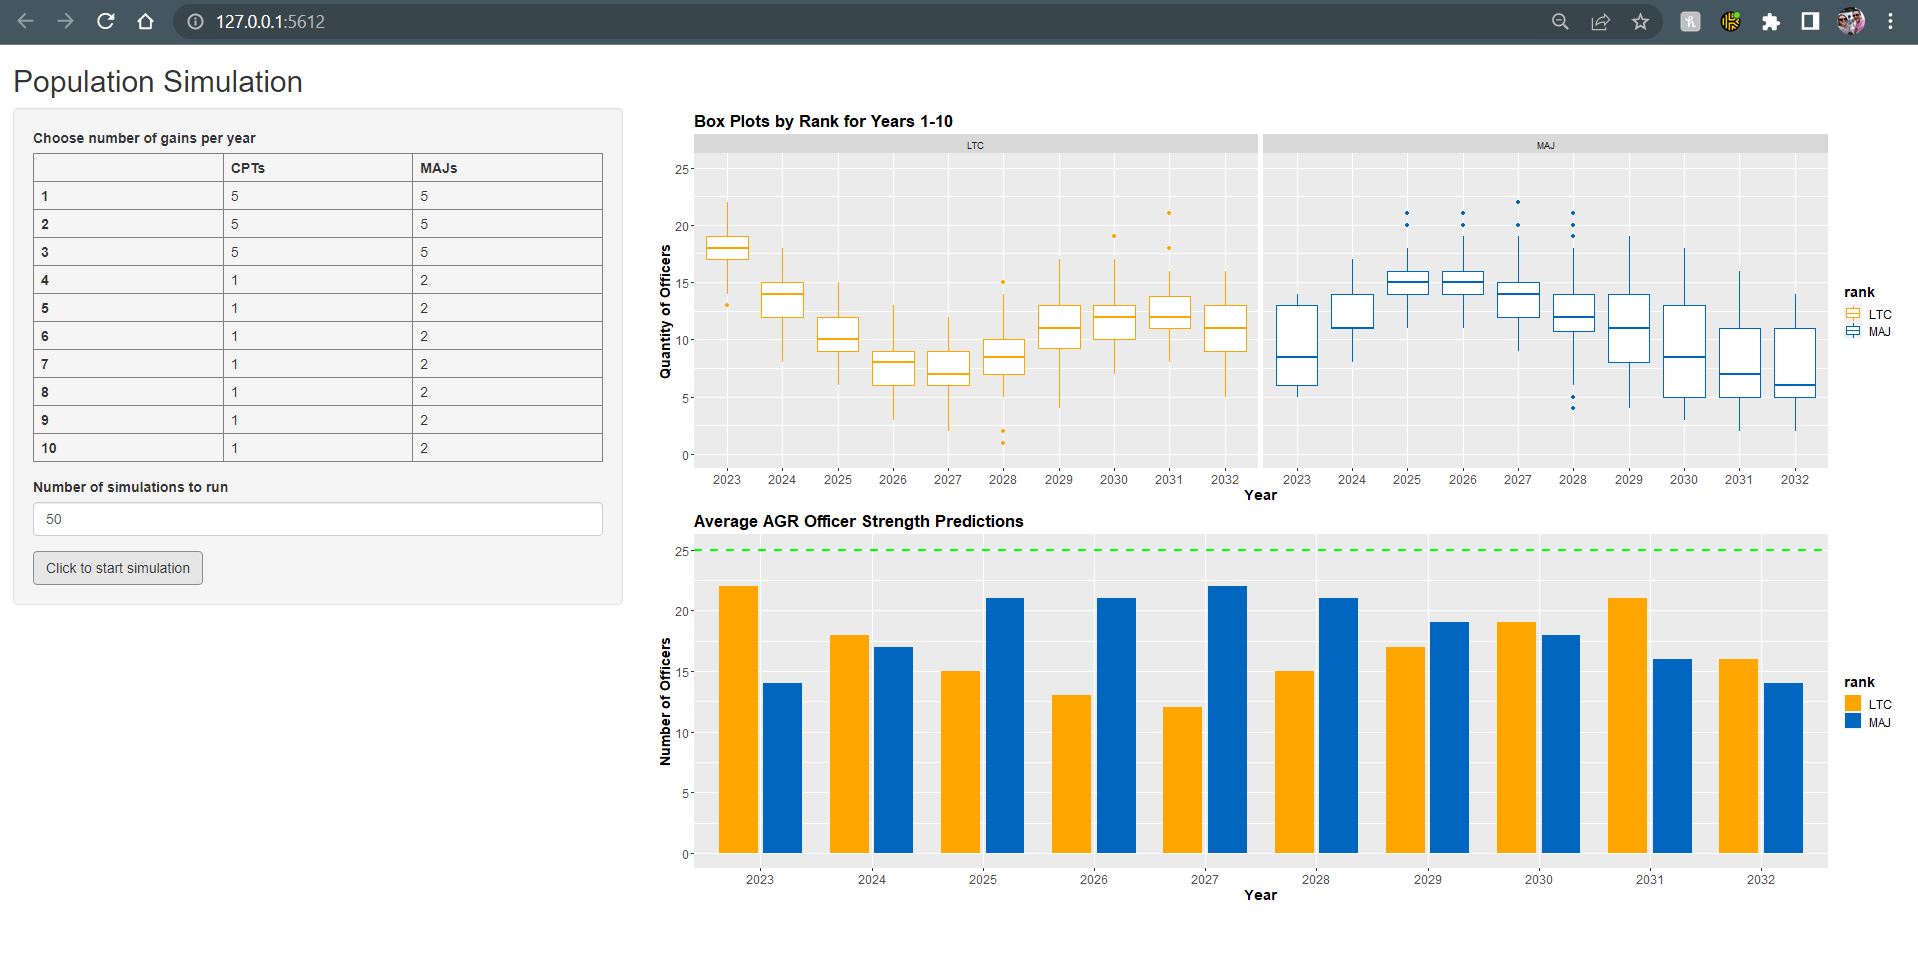 127.0.0.1:5612
Population Simulation
Choose number of gains per year
CPTs MAJs
1 5 5
2 5 5
3 5 5
4 1 2
5 1 2
6 1 2
7 1 2
8 1 2
9 1 2
10 1 2
Number of simulations to run
50
Click to start simulation
Box Plots by Rank for Years 1-10
LTC MAJ
25
20
15
10
5
0
Quantity of Officers
2023 2024 2025 2026 2027 2028 2029 2030 2031 2032 2023 2024 2025 2026 2027 2028 2029 2030 2031 2032
Year
rank
LTC
MAJ
Average AGR Officer Strength Predictions
25
20
15
10
5
0
Number of Officers
2023 2024 2025 2026 2027 2028 2029 2030 2031 2032
Year
rank
LTC
MAJ